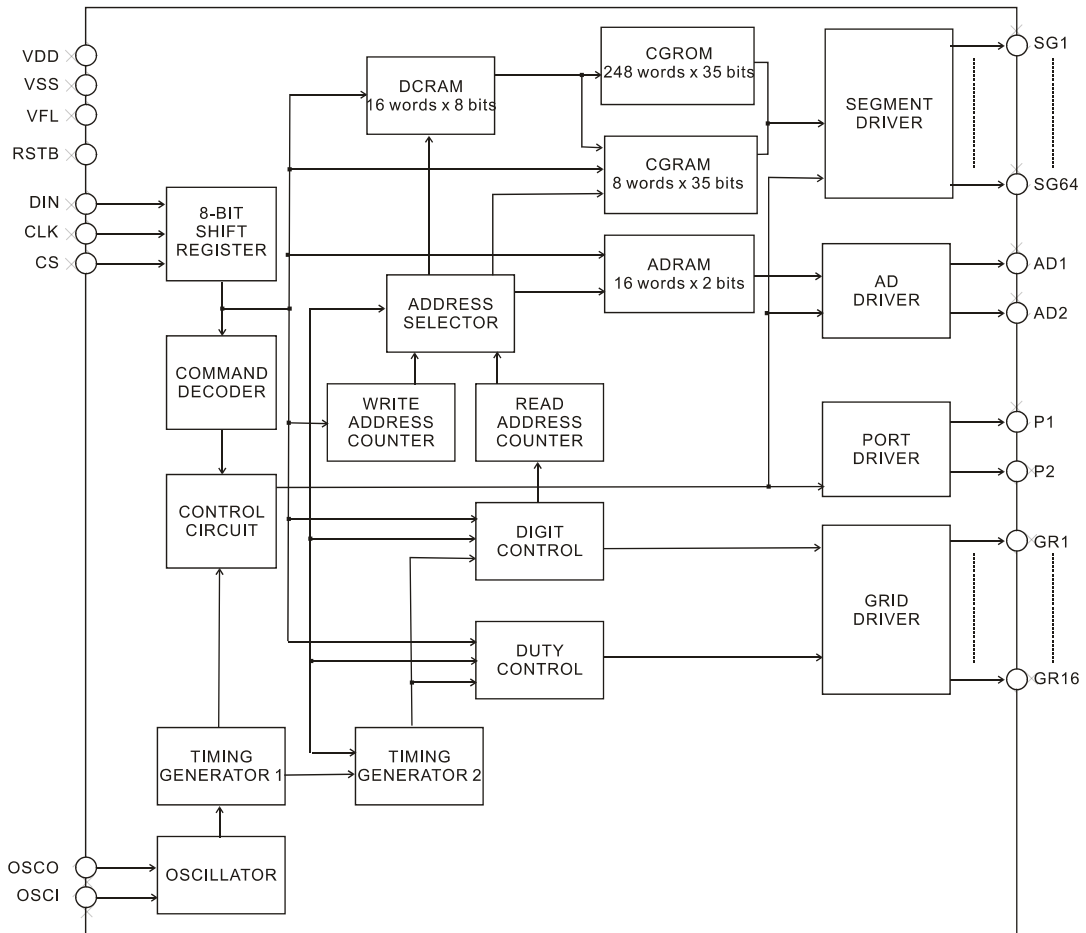 VDD
VSS
VFL
RSTB
DIN
CLK
CS
8-BIT
SHIFT
REGISTER
COMMAND
DECODER
CONTROL
CIRCUIT
TIMING
GENERATOR 1
OSCILLATOR
OSCO
OSCI
DCRAM
16 words x 8 bits
ADDRESS
SELECTOR
WRITE
ADDRESS
COUNTER
READ
ADDRESS
COUNTER
DIGIT
CONTROL
DUTY
CONTROL
TIMING
GENERATOR 2
CGROM
248 words x 35 bits
CGRAM
8 words x 35 bits
ADRAM
16 words x 2 bits
SEGMENT
DRIVER
AD
DRIVER
PORT
DRIVER
GRID
DRIVER
SG1
SG64
AD1
AD2
P1
P2
GR1
GR16